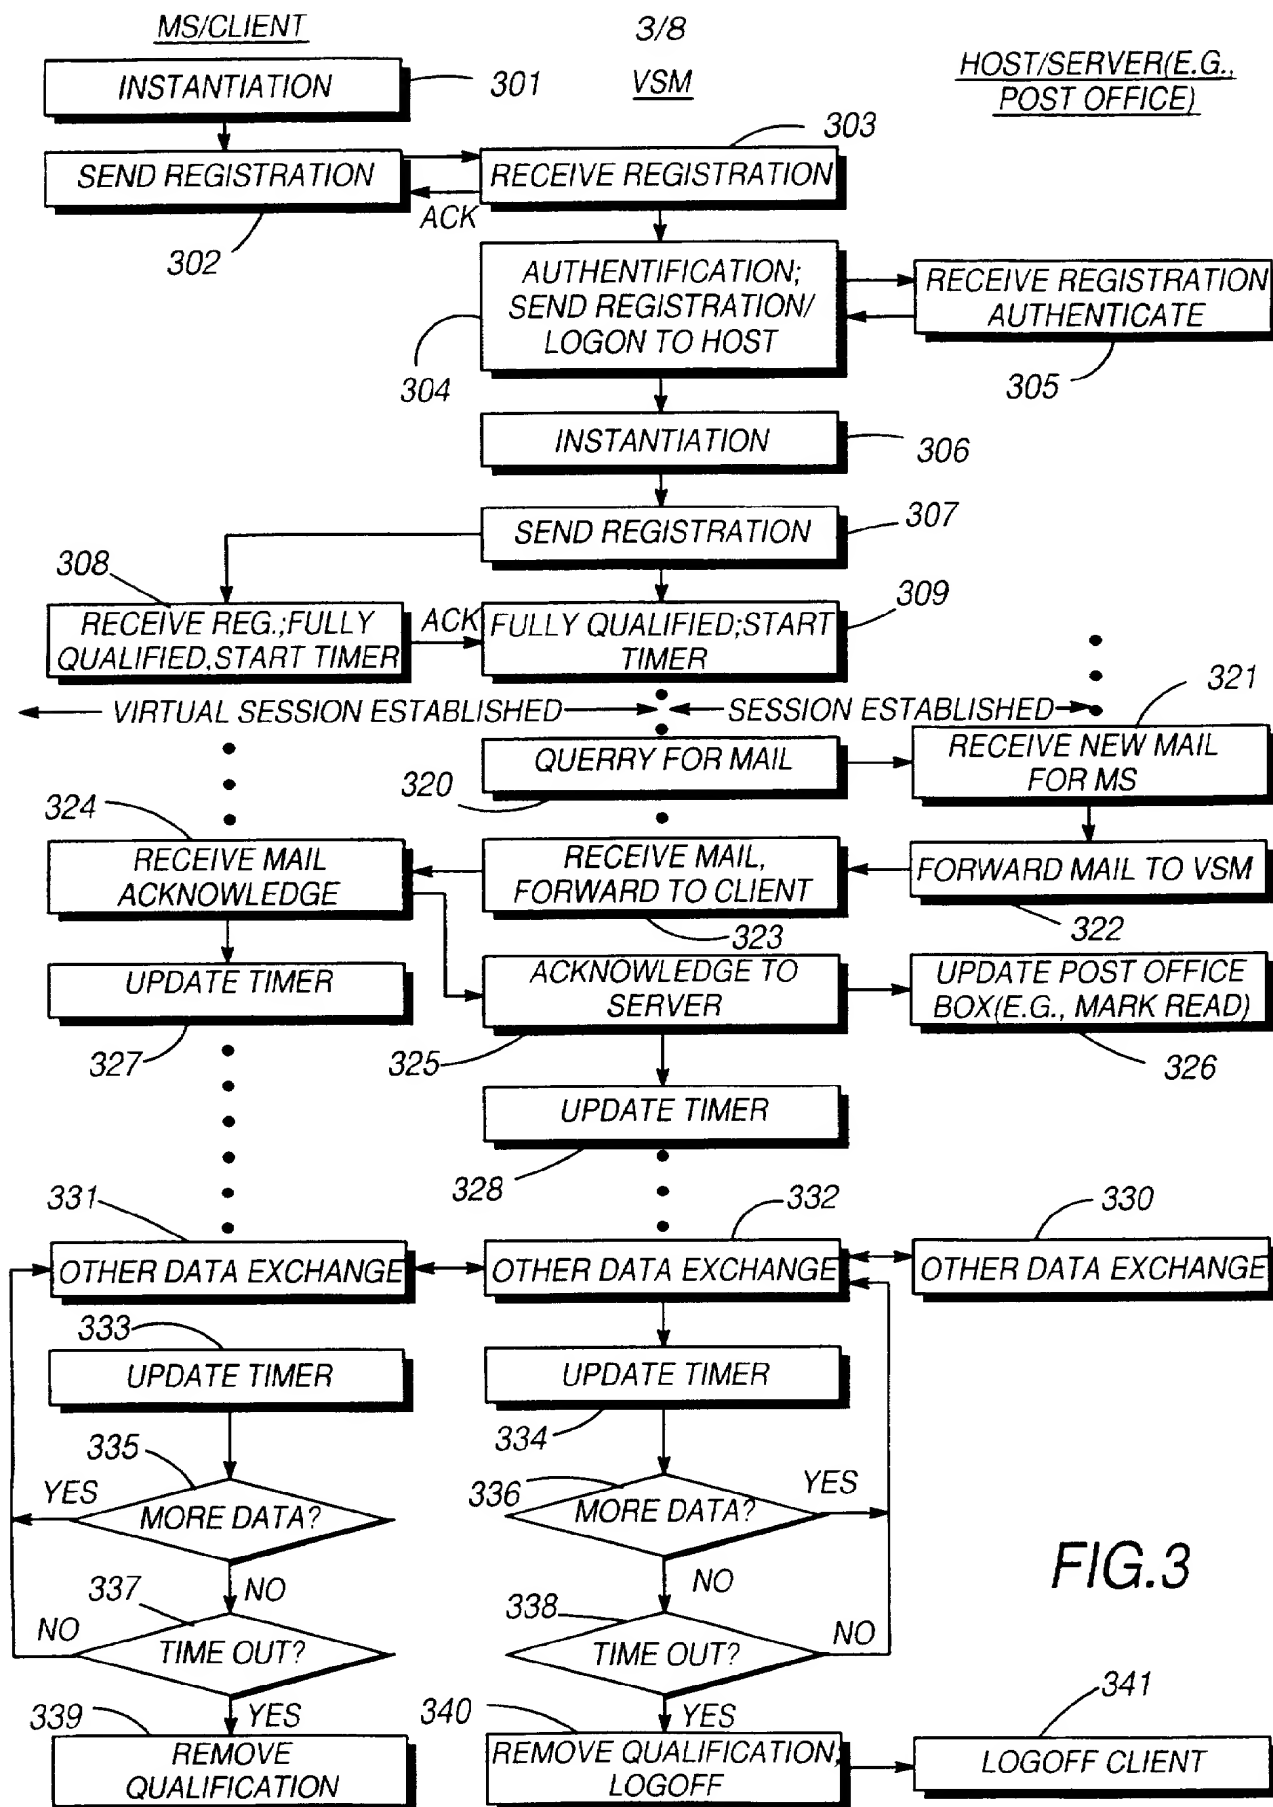 MS/CLIENT
3/8
VSM
HOST/SERVER(E.G.,
POST OFFICE)
INSTANTIATION
301
303
SEND REGISTRATION
RECEIVE REGISTRATION
ACK
302
AUTHENTIFICATION;
SEND REGISTRATION/
LOGON TO HOST
RECEIVE REGISTRATION
AUTHENTICATE
304
305
INSTANTIATION
306
SEND REGISTRATION
307
308
309
RECEIVE REG.;FULLY
QUALIFIED,START TIMER
ACK
FULLY QUALIFIED;START
TIMER
321
VIRTUAL SESSION ESTABLISHED
SESSION ESTABLISHED
QUERRY FOR MAIL
RECEIVE NEW MAIL
FOR MS
320
324
RECEIVE MAIL
ACKNOWLEDGE
RECEIVE MAIL,
FORWARD TO CLIENT
FORWARD MAIL TO VSM
323
322
UPDATE TIMER
ACKNOWLEDGE TO
SERVER
UPDATE POST OFFICE
BOX(E.G., MARK READ)
327
325
326
UPDATE TIMER
328
331
332
330
OTHER DATA EXCHANGE
OTHER DATA EXCHANGE
OTHER DATA EXCHANGE
333
UPDATE TIMER
UPDATE TIMER
334
335
336
YES
MORE DATA?
MORE DATA?
YES
NO
NO
FIG.3
337
338
NO
TIME OUT?
TIME OUT?
NO
YES
YES
339
340
341
REMOVE
QUALIFICATION
REMOVE QUALIFICATION,
LOGOFF
LOGOFF CLIENT